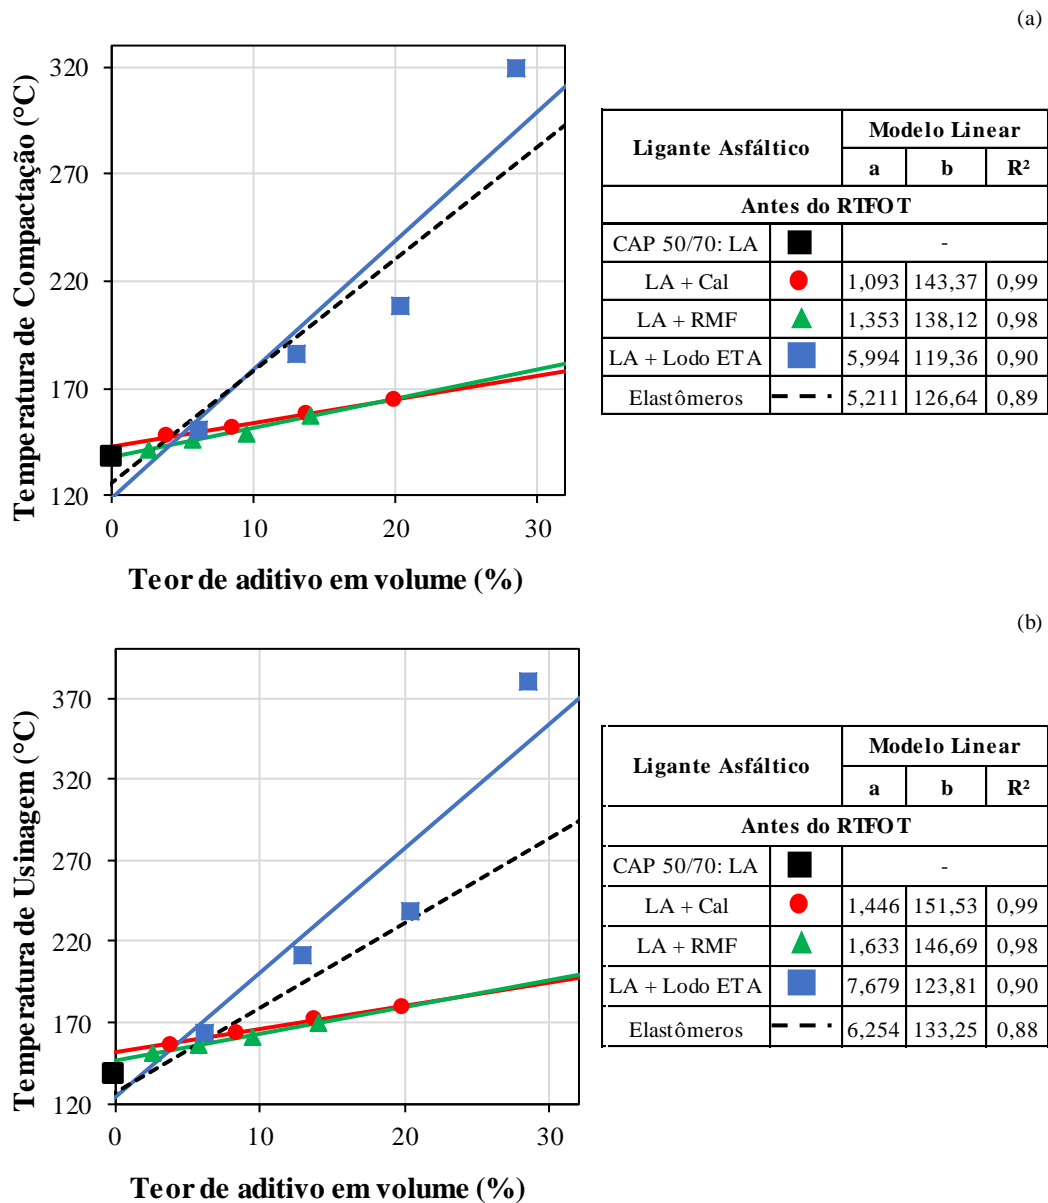 (a)
Temperatura de Compactação (°C)
320
270
220
170
120
0 10 20 30
Teor de aditivo em volume (%)
Ligante Asfáltico Modelo Linear
a b R²
Antes do RTFOT
CAP 50/70: LA -
LA + Cal 1,093 143,37 0,99
LA + RMF 1,353 138,12 0,98
LA + Lodo ETA 5,994 119,36 0,90
Elastômeros 5,211 126,64 0,89
(b)
Temperatura de Usinagem (°C)
370
320
270
220
170
120
0 10 20 30
Teor de aditivo em volume (%)
Ligante Asfáltico Modelo Linear
a b R²
Antes do RTFOT
CAP 50/70: LA -
LA + Cal 1,446 151,53 0,99
LA + RMF 1,633 146,69 0,98
LA + Lodo ETA 7,679 123,81 0,90
Elastômeros 6,254 133,25 0,88